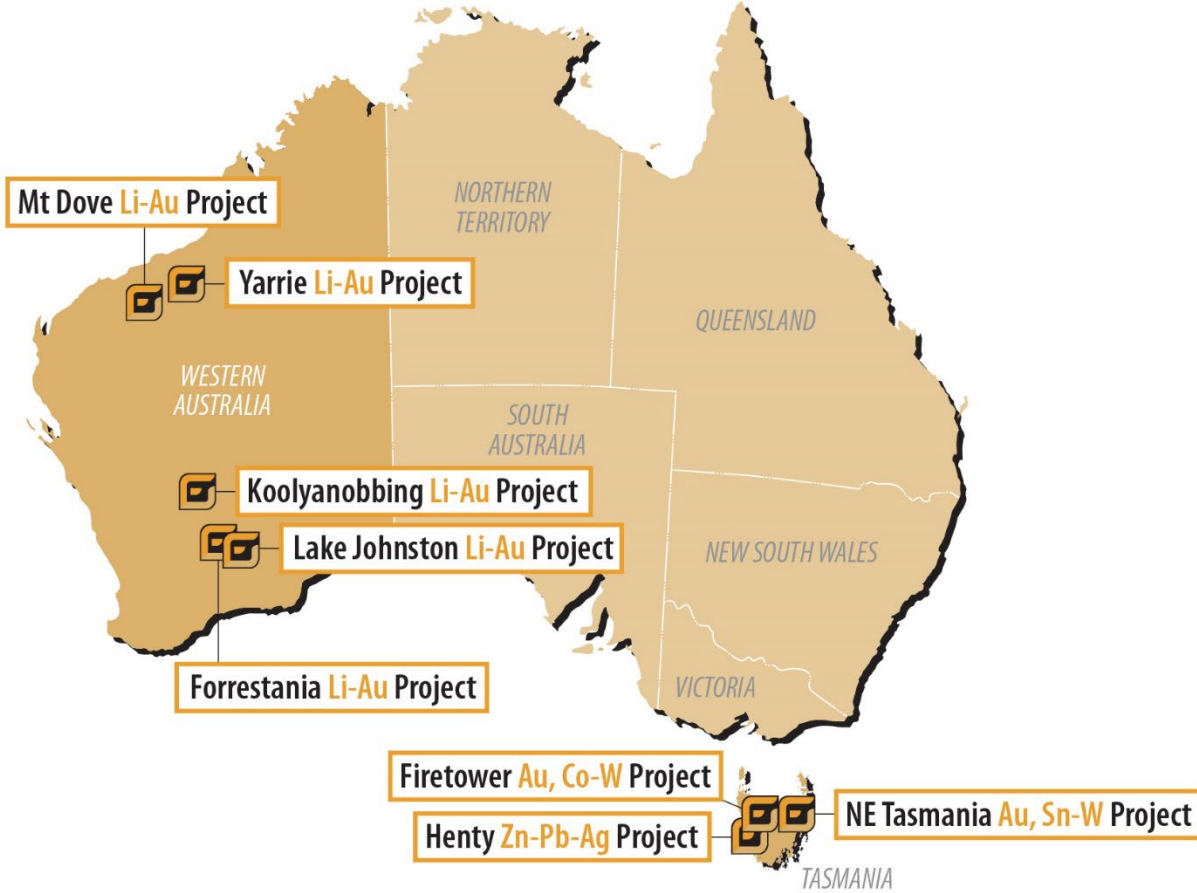 NORTHERN
TERRITORY
Mt Dove Li-Au Project
Yarrie Li-Au Project
QUEENSLAND
WESTERN
AUSTRALIA
SOUTH
AUSTRALIA
Koolyanobbing Li-Au Project
Lake Johnston Li-Au Project
NEW SOUTH WALES
Forrestania Li-Au Project
VICTORIA
Firetower Au, Co-W Project
NE Tasmania Au, Sn-W Project
Henty Zn-Pb-Ag Project
TASMANIA